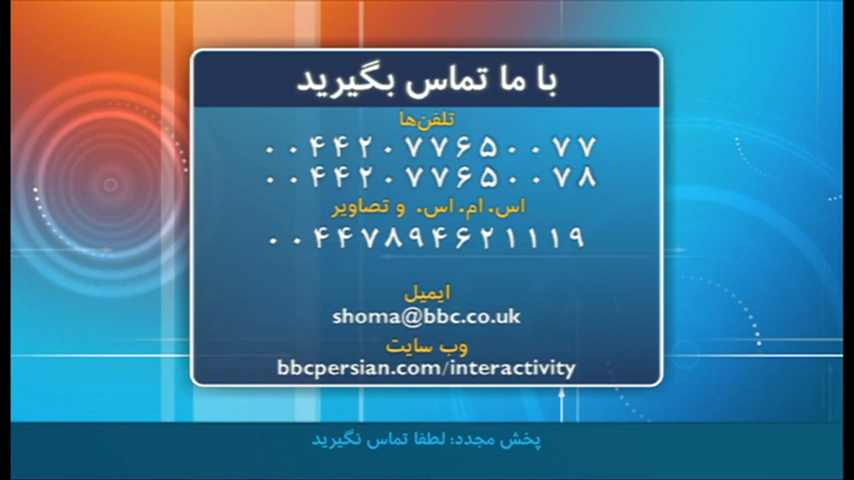 با ما تماس بگیرید
تلفن‌ها
۰۰۴۴۲۰۷۷۶۵۰۰۷۷
۰۰۴۴۲۰۷۷۶۵۰۰۷۸
اس. ام. اس. و تصاویر
۰۰۴۴۷۸۹۴۶۲۱۱۱۹
ایمیل
shoma@bbc.co.uk
وب سایت
bbcpersian.com/interactivity
پخش مجدد: لطفا تماس نگیرید